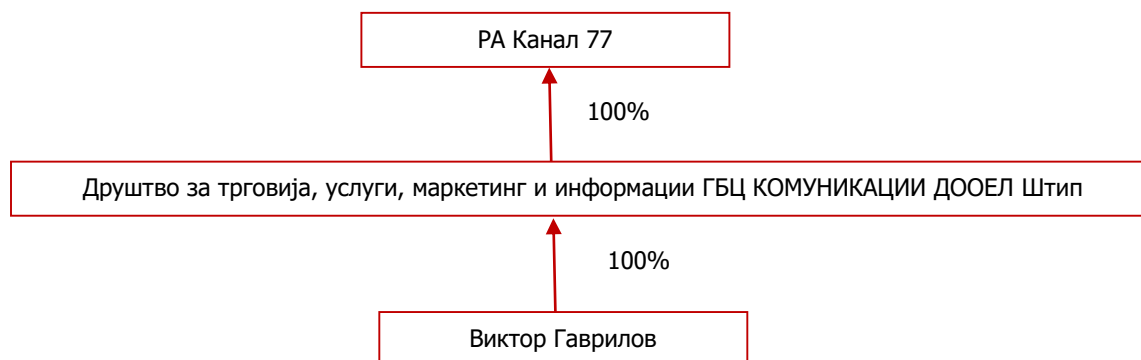 РА Канал 77
100%
Друштво за трговија, услуги, маркетинг и информации ГБЦ КОМУНИКАЦИИ ДООЕЛ Штип
100%
Виктор Гаврилов